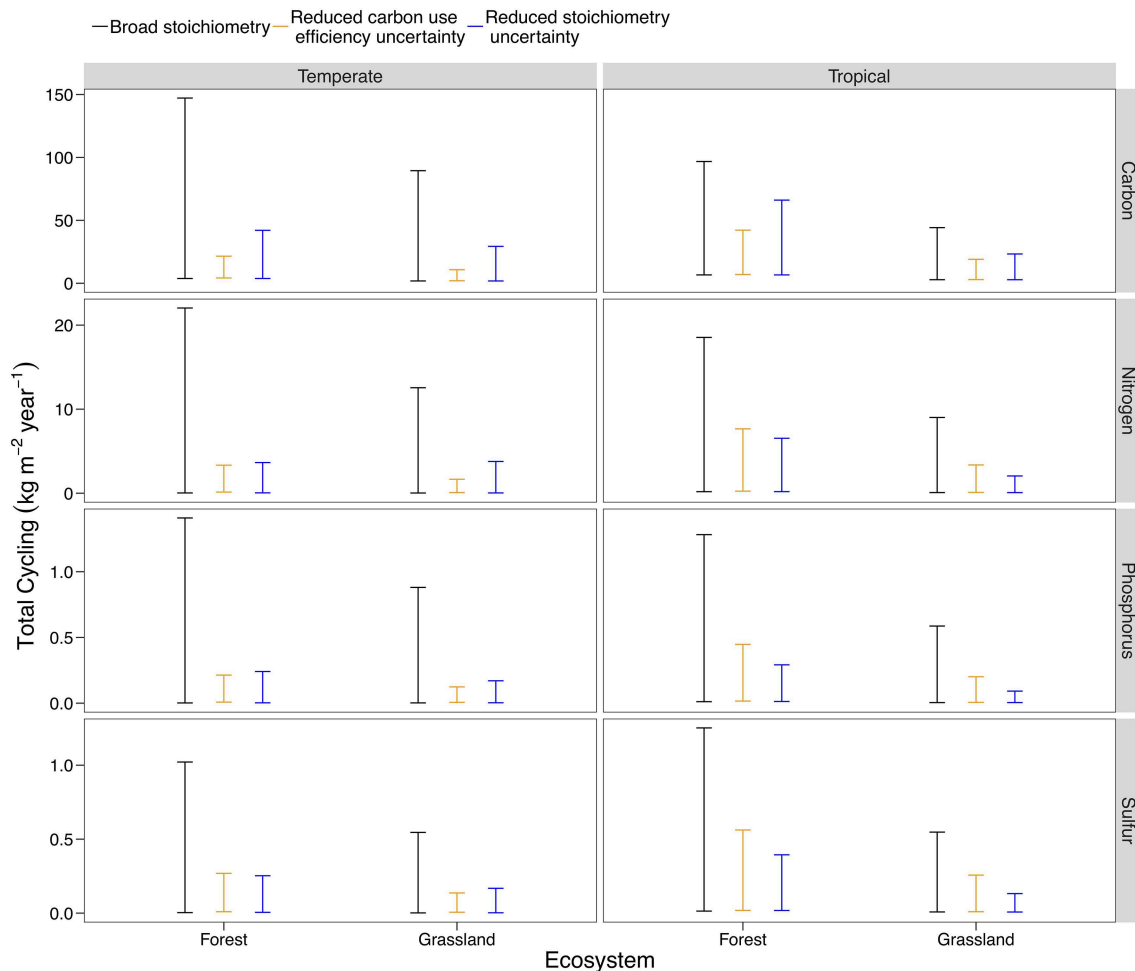 Broad stoichiometry
Reduced carbon use
efficiency uncertainty
Reduced stoichiometry
uncertainty
Temperate
Tropical
Total Cycling (kg m⁻² year⁻¹)
150
100
50
0
Carbon
20
10
0
Nitrogen
1.0
0.5
0.0
Phosphorus
1.0
0.5
0.0
Sulfur
Forest
Grassland
Forest
Grassland
Ecosystem